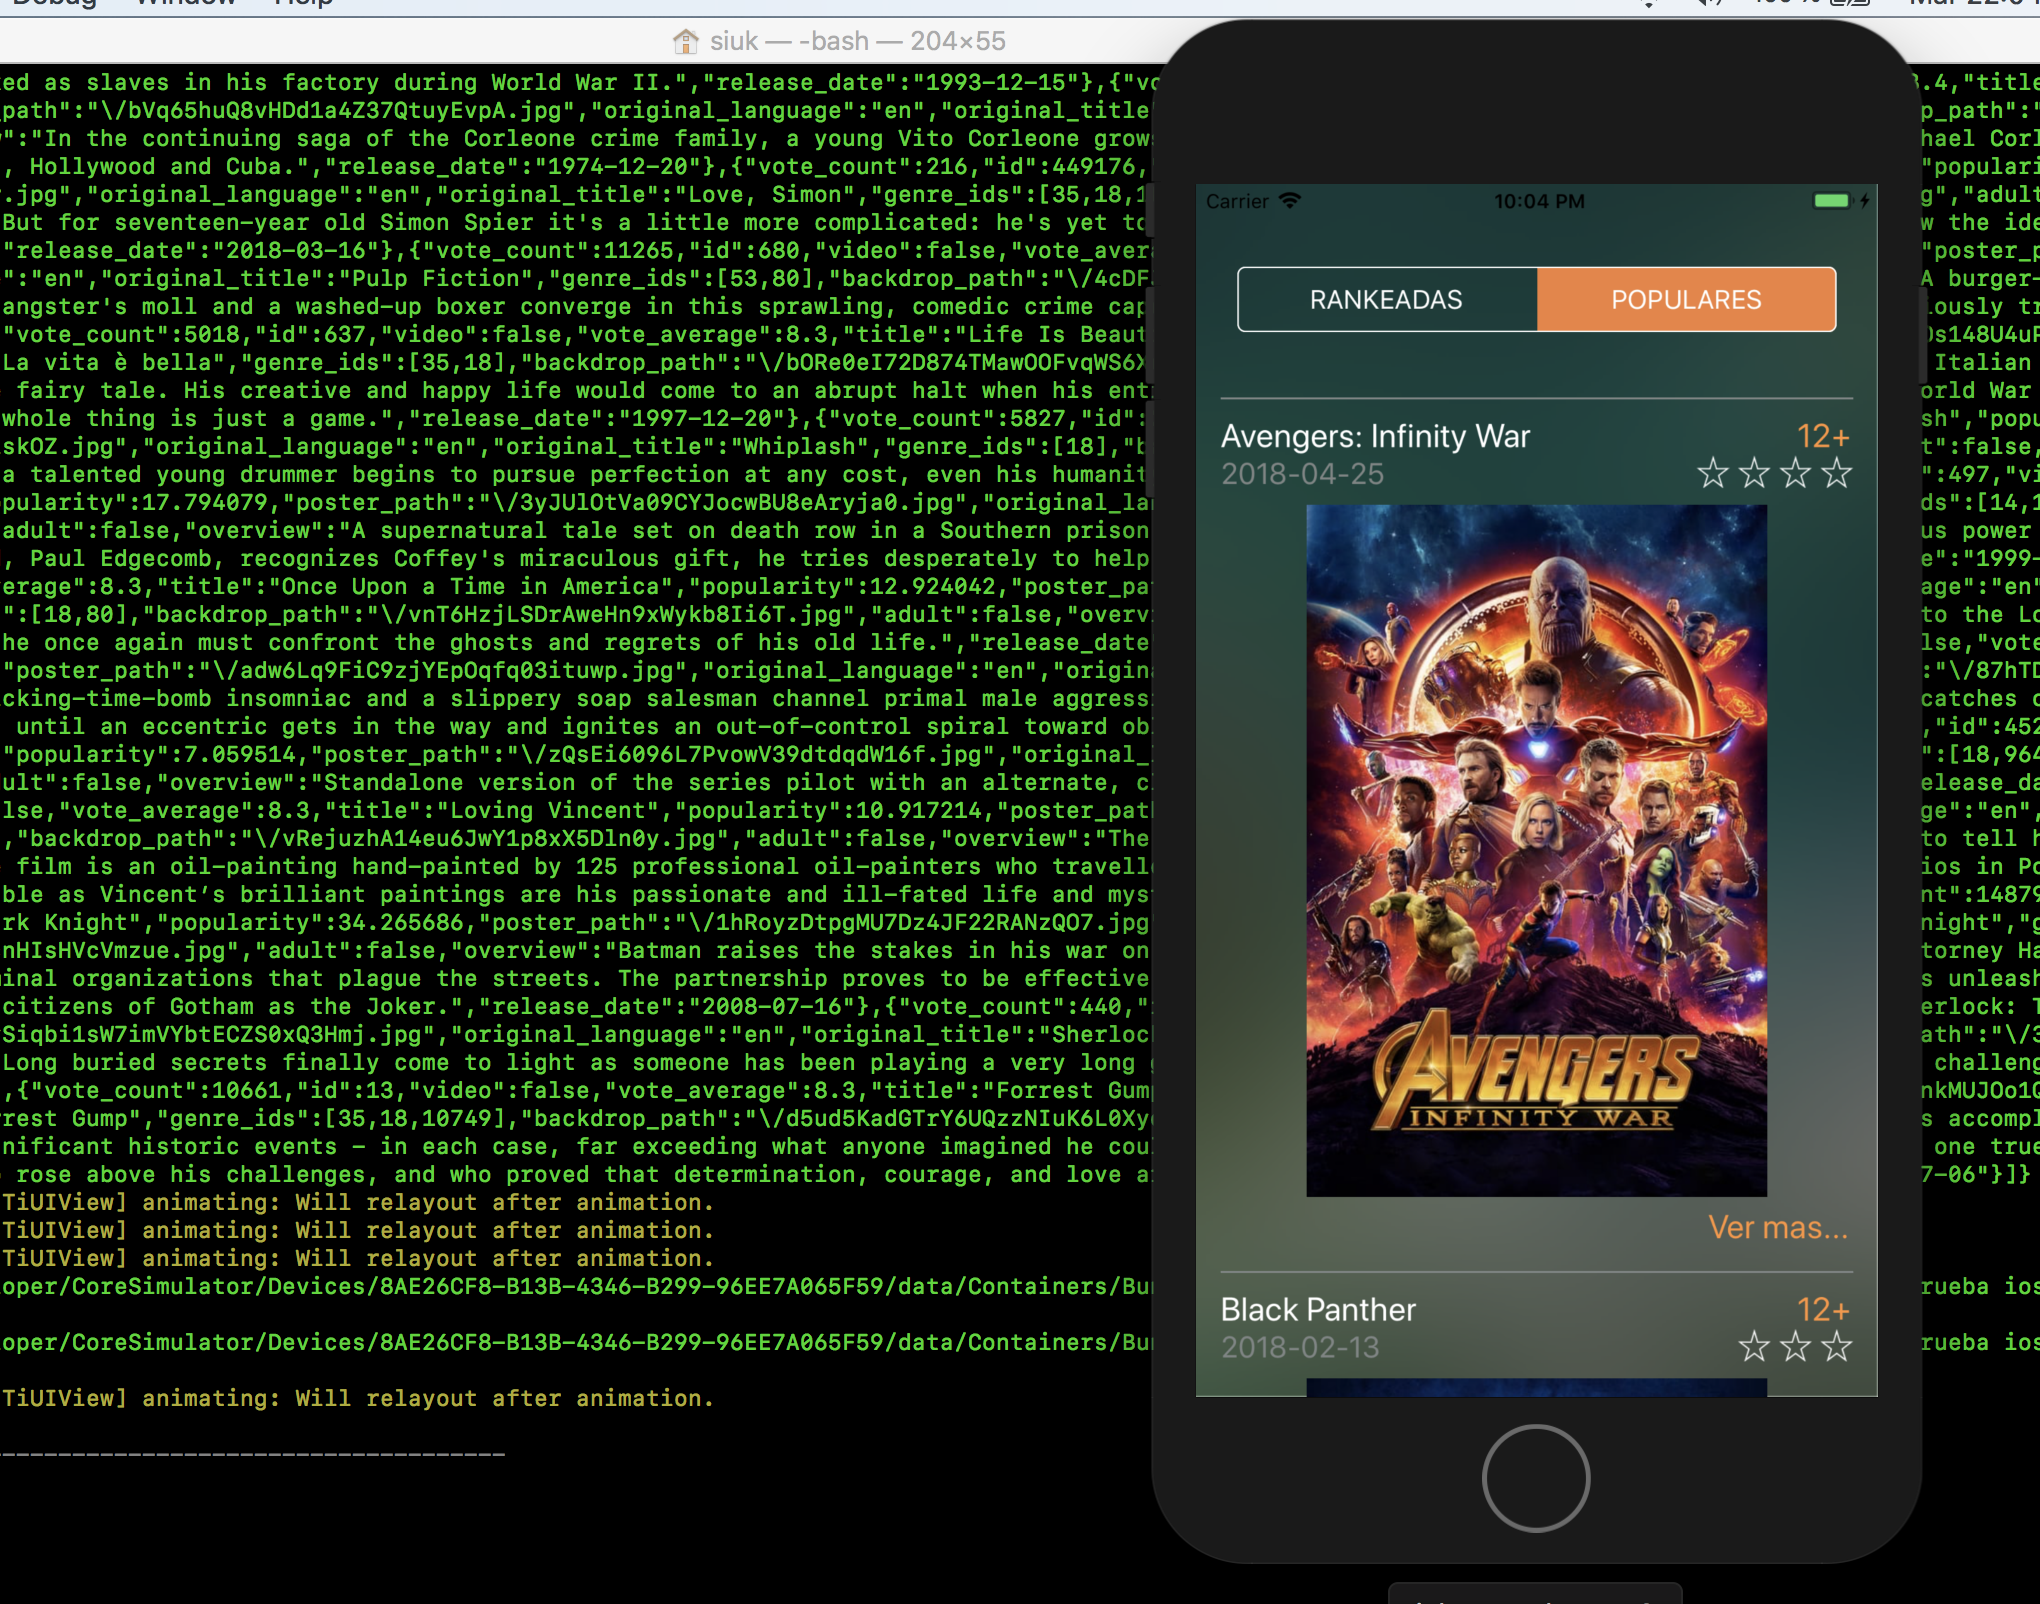 Debug Window Help
siuk — -bash — 204×55
ed as slaves in his factory during World War II.","release_date":"1993-12-15"},{"vo .4,"title
path":"\/bVq65huQ8vHDd1a4Z37QtuyEvpA.jpg","original_language":"en","original_title p_path":"
":"In the continuing saga of the Corleone crime family, a young Vito Corleone grow hael Corl
, Hollywood and Cuba.","release_date":"1974-12-20"},{"vote_count":216,"id":449176, "populari
.jpg","original_language":"en","original_title":"Love, Simon","genre_ids":[35,18,1 g","adult
But for seventeen-year old Simon Spier it's a little more complicated: he's yet to w the ide
"release_date":"2018-03-16"},{"vote_count":11265,"id":680,"video":false,"vote_avera "poster_p
":"en","original_title":"Pulp Fiction","genre_ids":[53,80],"backdrop_path":"\/4cDF A burger-
angster's moll and a washed-up boxer converge in this sprawling, comedic crime cap iously tr
"vote_count":5018,"id":637,"video":false,"vote_average":8.3,"title":"Life Is Beaut s148U4uR
La vita è bella","genre_ids":[35,18],"backdrop_path":"\/bORe0eI72D874TMawOOFvqWS6X Italian
fairy tale. His creative and happy life would come to an abrupt halt when his ent orld War
whole thing is just a game.","release_date":"1997-12-20"},{"vote_count":5827,"id": sh","popu
skOZ.jpg","original_language":"en","original_title":"Whiplash","genre_ids":[18],"b t":false,
a talented young drummer begins to pursue perfection at any cost, even his humanit ":497,"vi
pularity":17.794079,"poster_path":"\/3yJUlOtVa09CYJocwBU8eAryja0.jpg","original_la ds":[14,1
adult":false,"overview":"A supernatural tale set on death row in a Southern prison us power
, Paul Edgecomb, recognizes Coffey's miraculous gift, he tries desperately to help e":"1999-
erage":8.3,"title":"Once Upon a Time in America","popularity":12.924042,"poster_pa age":"en"
":[18,80],"backdrop_path":"\/vnT6HzjLSDrAweHn9xWykb8Ii6T.jpg","adult":false,"overv to the Lo
he once again must confront the ghosts and regrets of his old life.","release_date lse,"vote
"poster_path":"\/adw6Lq9FiC9zjYEpOqfq03ituwp.jpg","original_language":"en","origina :"\/87hTD
cking-time-bomb insomniac and a slippery soap salesman channel primal male aggress catches o
until an eccentric gets in the way and ignites an out-of-control spiral toward ob ,"id":452
"popularity":7.059514,"poster_path":"\/zQsEi6096L7PvowV39dtdqdW16f.jpg","original_ ":[18,964
ult":false,"overview":"Standalone version of the series pilot with an alternate, c elease_da
lse,"vote_average":8.3,"title":"Loving Vincent","popularity":10.917214,"poster_pat ge":"en",
,"backdrop_path":"\/vRejuzhA14eu6JwY1p8xX5Dln0y.jpg","adult":false,"overview":"The to tell h
film is an oil-painting hand-painted by 125 professional oil-painters who travell ios in Po
ble as Vincent’s brilliant paintings are his passionate and ill-fated life and mys nt":14879
rk Knight","popularity":34.265686,"poster_path":"\/1hRoyzDtpgMU7Dz4JF22RANzQO7.jpg night","g
nHIsHVcVmzue.jpg","adult":false,"overview":"Batman raises the stakes in his war on torney Ha
inal organizations that plague the streets. The partnership proves to be effective s unleash
citizens of Gotham as the Joker.","release_date":"2008-07-16"},{"vote_count":440," erlock: T
Siqbi1sW7imVYbtECZS0xQ3Hmj.jpg","original_language":"en","original_title":"Sherloc ath":"\/3
Long buried secrets finally come to light as someone has been playing a very long challeng
,{"vote_count":10661,"id":13,"video":false,"vote_average":8.3,"title":"Forrest Gum nkMUJOo1Q
rest Gump","genre_ids":[35,18,10749],"backdrop_path":"\/d5ud5KadGTrY6UQzzNIuK6L0Xy s accompl
nificant historic events – in each case, far exceeding what anyone imagined he cou one true
rose above his challenges, and who proved that determination, courage, and love a 7-06"}]}
TiUIView] animating: Will relayout after animation.
TiUIView] animating: Will relayout after animation.
TiUIView] animating: Will relayout after animation.
oper/CoreSimulator/Devices/8AE26CF8-B13B-4346-B299-96EE7A065F59/data/Containers/Bu rueba ios
oper/CoreSimulator/Devices/8AE26CF8-B13B-4346-B299-96EE7A065F59/data/Containers/Bu rueba ios
TiUIView] animating: Will relayout after animation.
Carrier 10:04 PM
RANKEADAS POPULARES
Avengers: Infinity War 12+
2018-04-25
AVENGERS
INFINITY WAR
Ver mas...
Black Panther 12+
2018-02-13